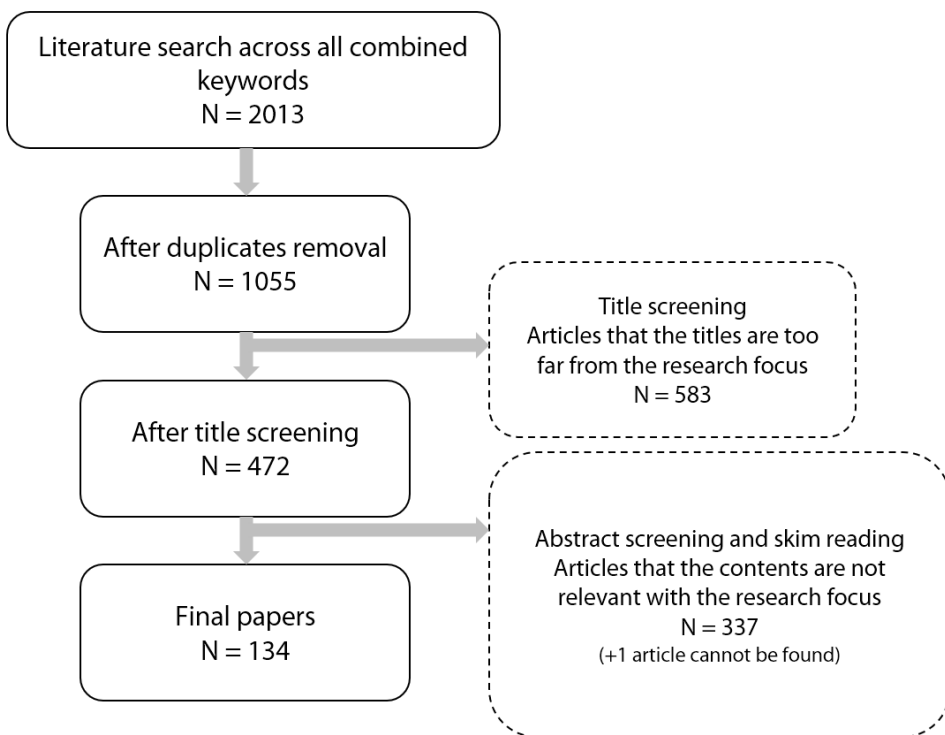 Literature search across all combined
keywords
N = 2013
After duplicates removal
N = 1055
Title screening
Articles that the titles are too
far from the research focus
N = 583
After title screening
N = 472
Abstract screening and skim reading
Articles that the contents are not
relevant with the research focus
N = 337
(+1 article cannot be found)
Final papers
N = 134